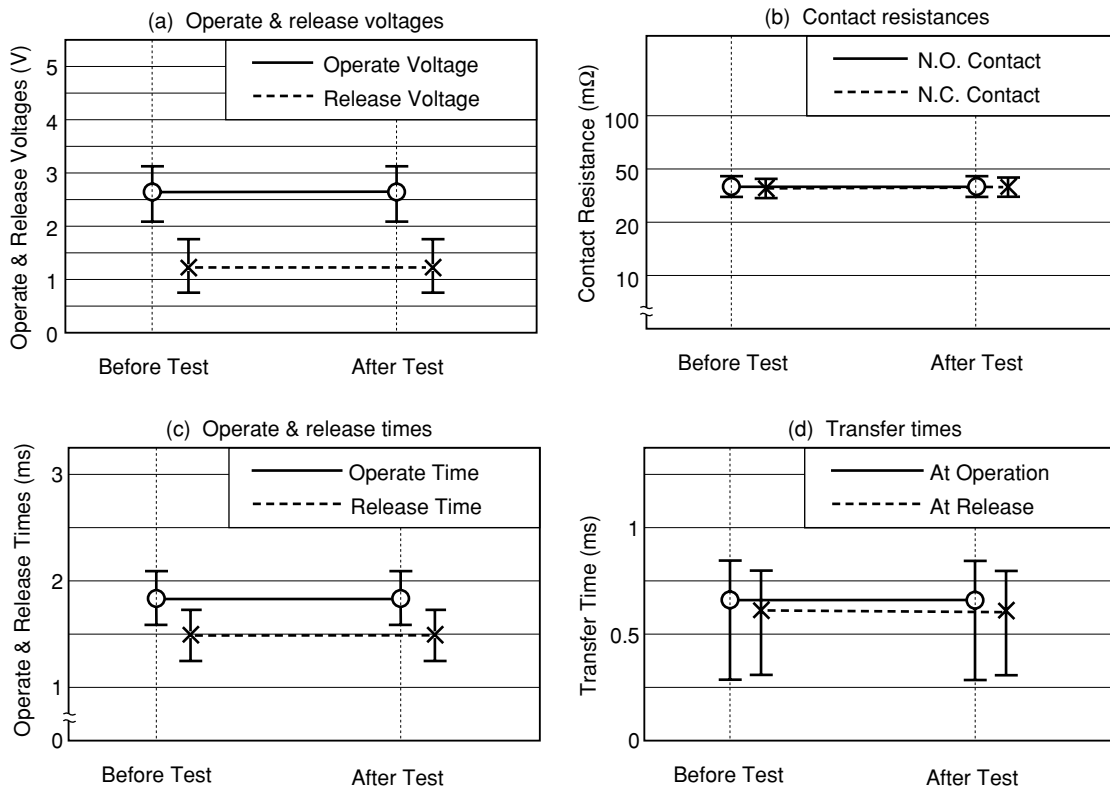 (a) Operate & release voltages
Operate & Release Voltages (V)
5
4
3
2
1
0
Operate Voltage
Release Voltage
Before Test
After Test
(b) Contact resistances
Contact Resistance (mΩ)
100
50
20
10
N.O. Contact
N.C. Contact
Before Test
After Test
(c) Operate & release times
Operate & Release Times (ms)
3
2
1
0
Operate Time
Release Time
Before Test
After Test
(d) Transfer times
Transfer Time (ms)
1
0.5
0
At Operation
At Release
Before Test
After Test